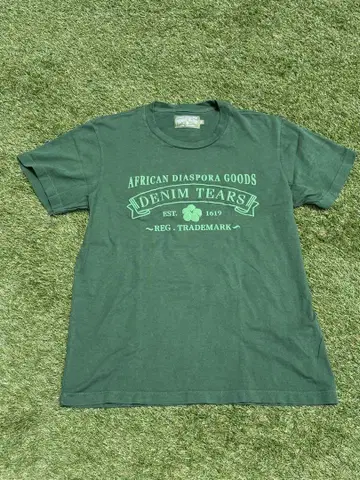 AFRICAN DIASPORA GOODS
DENIM TEARS
EST. 1619
~REG. TRADEMARK~